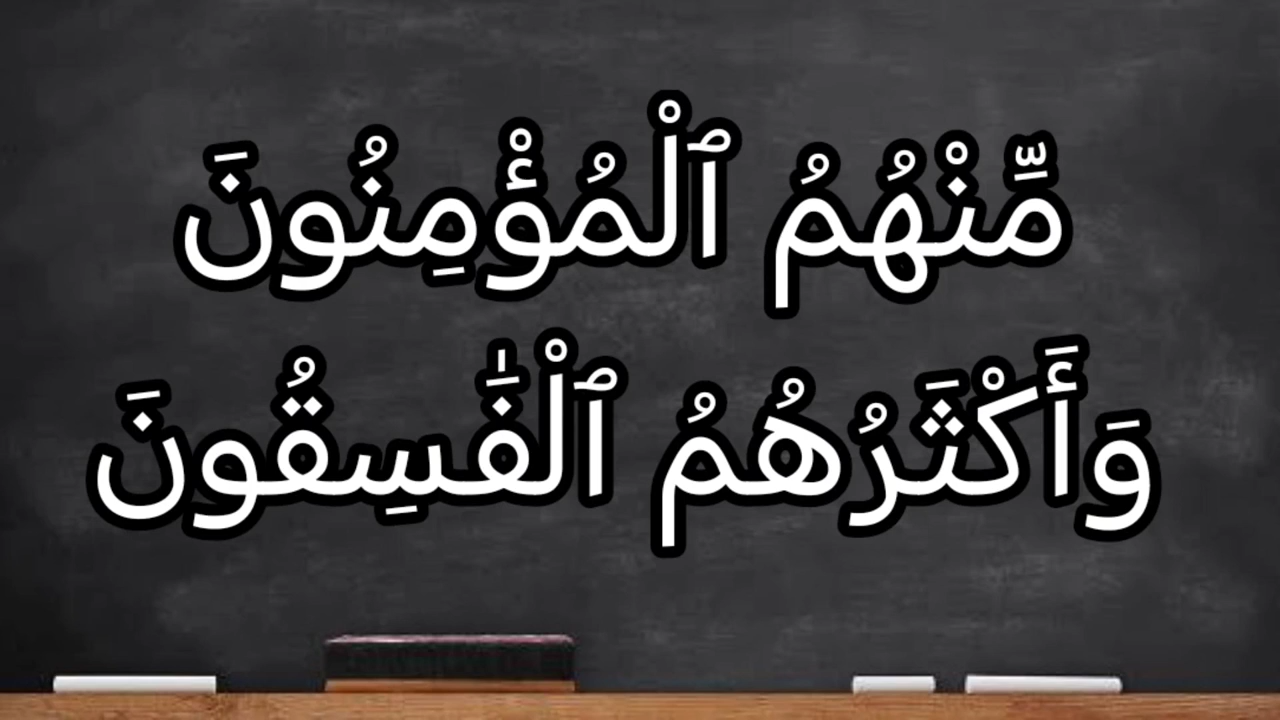 مِّنْهُمُ ٱلْمُؤْمِنُونَ
وَأَكْثَرُهُمُ ٱلْفَٰسِقُونَ